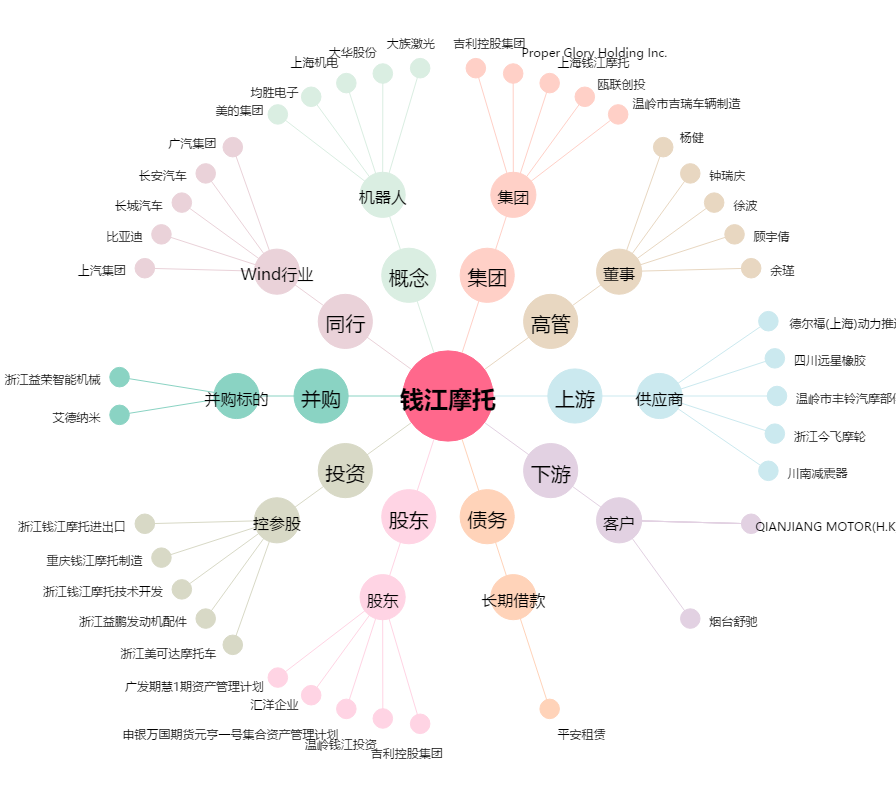 大族激光
吉利控股集团
大华股份
Proper Glory Holding Inc.
上海机电
上海钱江摩托
均胜电子
瓯联创投
美的集团
温岭市吉瑞车辆制造
广汽集团
杨健
长安汽车
钟瑞庆
长城汽车
徐波
比亚迪
顾宇倩
上汽集团
余瑾
机器人
集团
Wind行业
概念
集团
董事
同行
高管
德尔福(上海)动力推进
四川远星橡胶
浙江益荣智能机械
并购标的
并购
钱江摩托
上游
供应商
温岭市丰铃汽摩部
艾德纳米
浙江今飞摩轮
川南减震器
投资
下游
控参股
股东
债务
客户
浙江钱江摩托进出口
QIANJIANG MOTOR(H.K
重庆钱江摩托制造
浙江钱江摩托技术开发
浙江益鹏发动机配件
烟台舒驰
浙江美可达摩托车
股东
长期借款
广发期慧1期资产管理计划
汇洋企业
申银万国期货元亨一号集合资产管理计划
温岭钱江投资
吉利控股集团
平安租赁